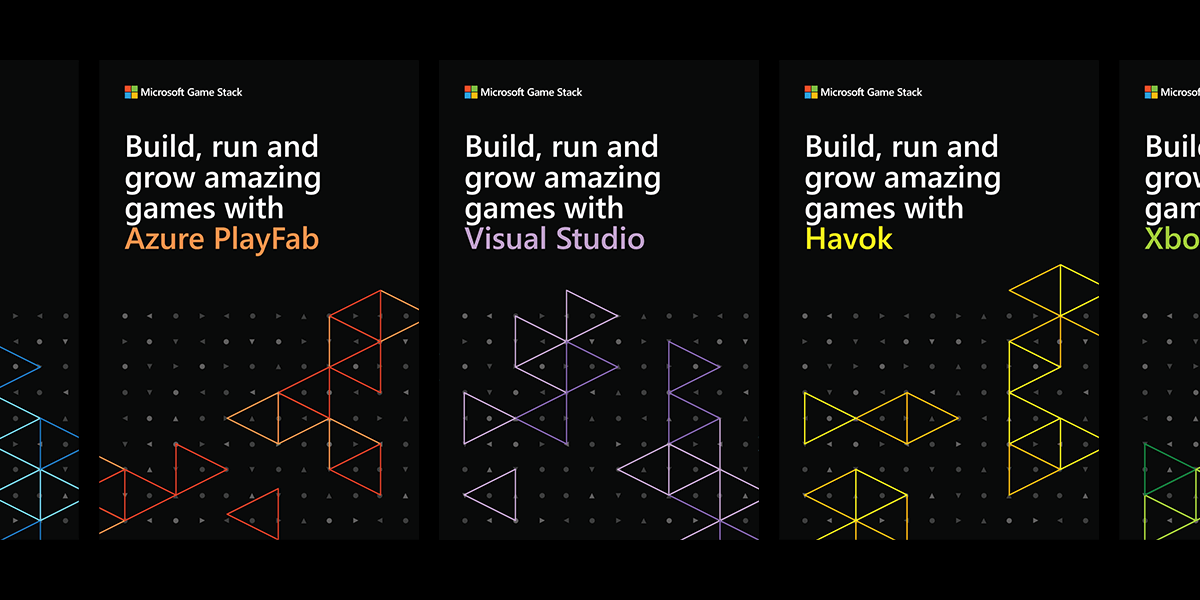 Microsoft Game Stack
Build, run and
grow amazing
games with
Azure PlayFab
Microsoft Game Stack
Build, run and
grow amazing
games with
Visual Studio
Microsoft Game Stack
Build, run and
grow amazing
games with
Havok